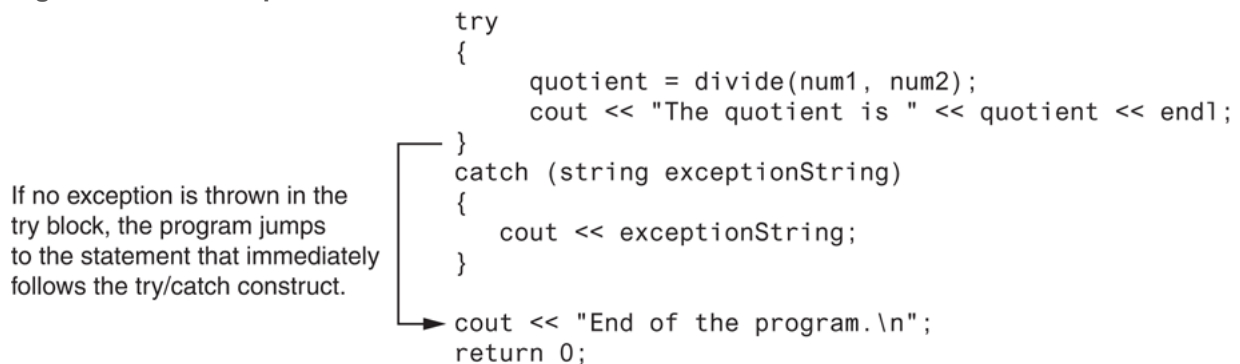 try
{
quotient = divide(num1, num2);
cout << "The quotient is " << quotient << endl;
}
catch (string exceptionString)
{
cout << exceptionString;
}
If no exception is thrown in the
try block, the program jumps
to the statement that immediately
follows the try/catch construct.
cout << "End of the program.\n";
return 0;